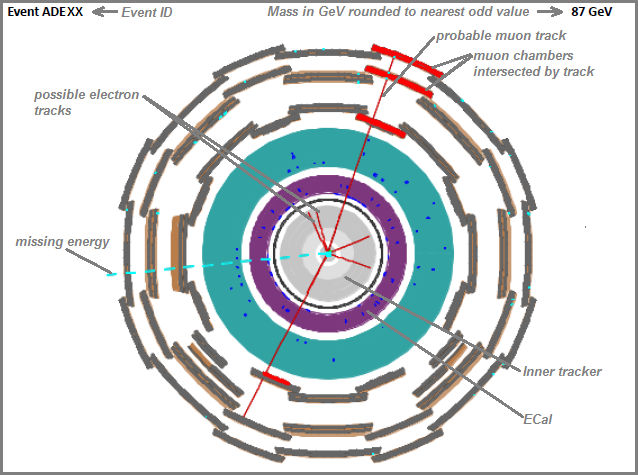 Event ADEXX
Event ID
Mass in GeV rounded to nearest odd value
87 GeV
probable muon track
muon chambers
intersected by track
possible electron
tracks
missing energy
Inner tracker
ECal